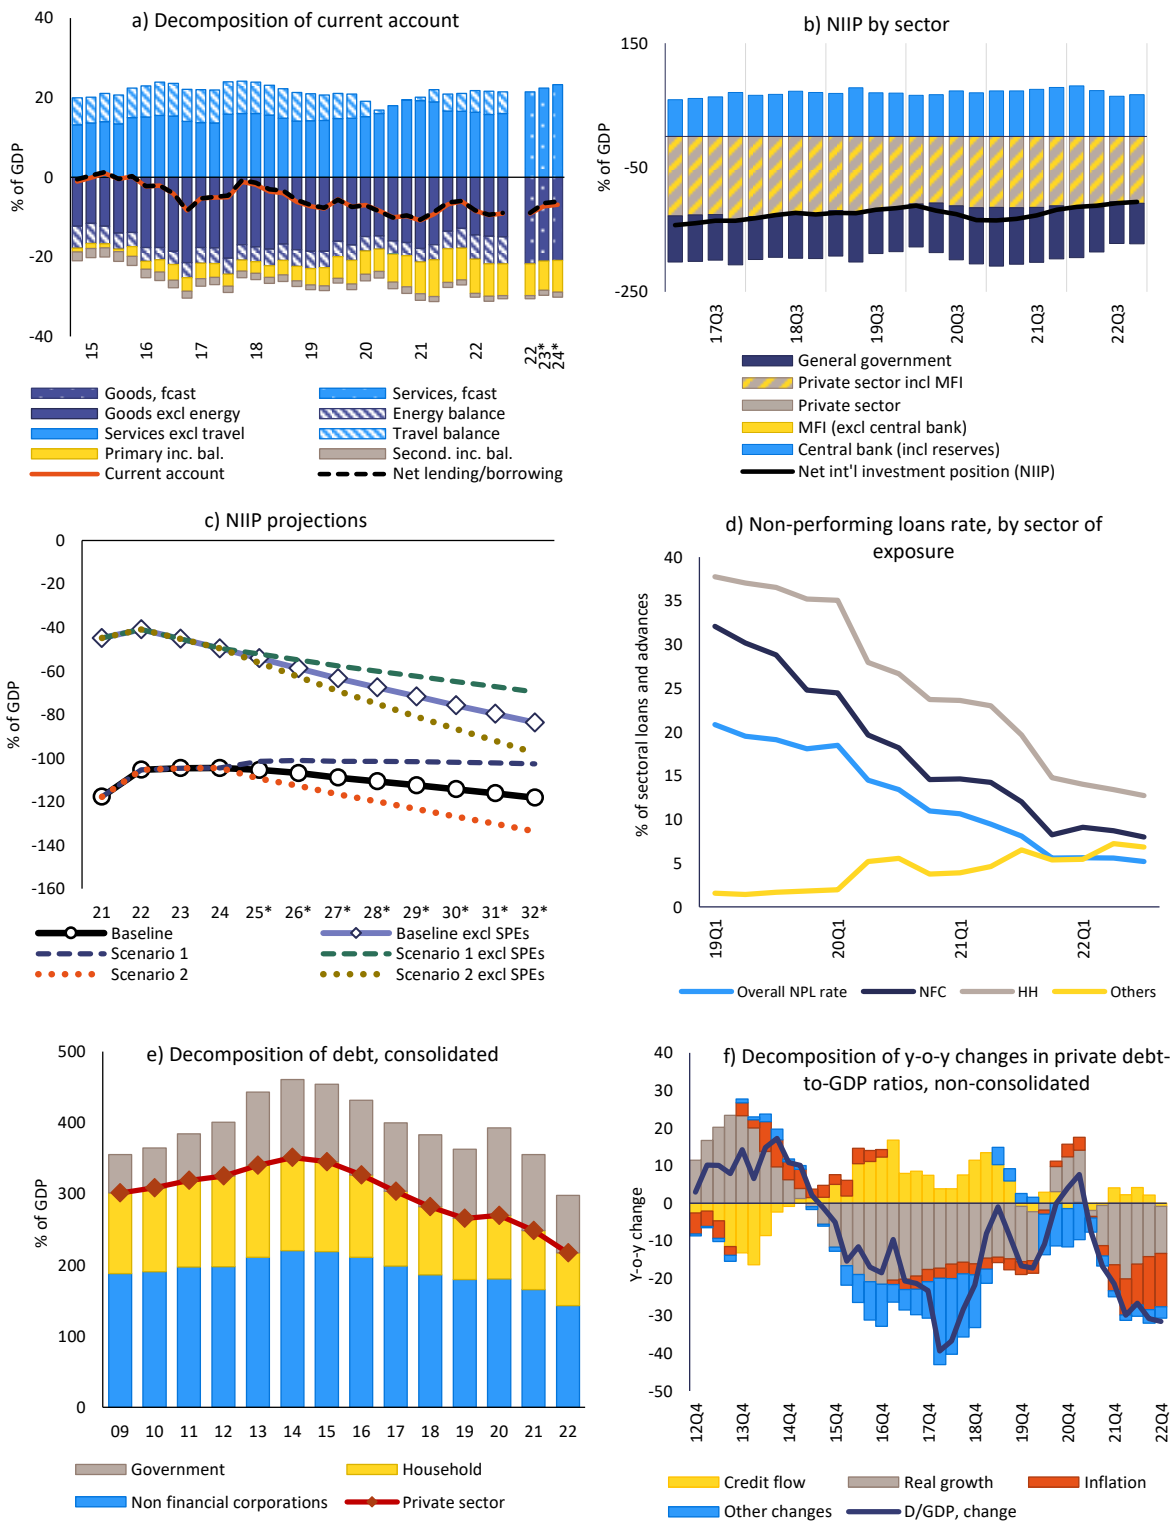 a) Decomposition of current account
40
20
0
-20
-40
% of GDP
15
16
17
18
19
20
21
22
22
23*
24*
Goods, fcast
Services, fcast
Goods excl energy
Energy balance
Services excl travel
Travel balance
Primary inc. bal.
Second. inc. bal.
Current account
Net lending/borrowing
b) NIIP by sector
150
-50
-250
% of GDP
17Q3
18Q3
19Q3
20Q3
21Q3
22Q3
General government
Private sector incl MFI
Private sector
MFI (excl central bank)
Central bank (incl reserves)
Net int'l investment position (NIIP)
c) NIIP projections
0
-20
-40
-60
-80
-100
-120
-140
-160
% of GDP
21 22 23 24 25* 26* 27* 28* 29* 30* 31* 32*
Baseline
Baseline excl SPEs
Scenario 1
Scenario 1 excl SPEs
Scenario 2
Scenario 2 excl SPEs
d) Non-performing loans rate, by sector of
exposure
40
35
30
25
20
15
10
5
0
% of sectoral loans and advances
19Q1
20Q1
21Q1
22Q1
Overall NPL rate
NFC
HH
Others
e) Decomposition of debt, consolidated
500
400
300
200
100
0
% of GDP
09 10 11 12 13 14 15 16 17 18 19 20 21 22
Government
Household
Non financial corporations
Private sector
f) Decomposition of y-o-y changes in private debt-
to-GDP ratios, non-consolidated
40
30
20
10
0
-10
-20
-30
-40
-50
Y-o-y change
12Q4
13Q4
14Q4
15Q4
16Q4
17Q4
18Q4
19Q4
20Q4
21Q4
22Q4
Credit flow
Real growth
Inflation
Other changes
D/GDP, change